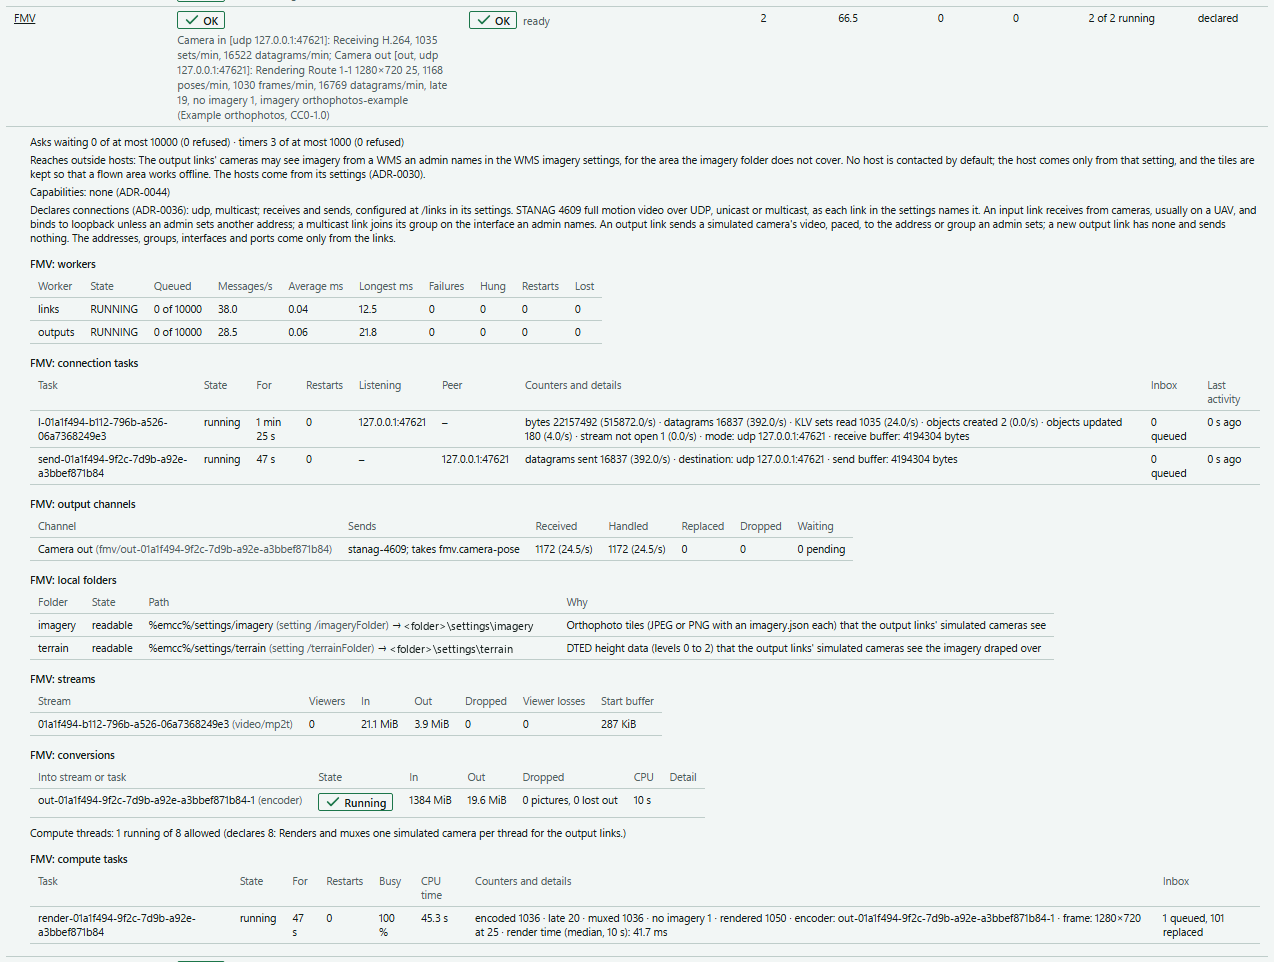 FMV
OK
OK ready
2
66.5
0
0
2 of 2 running
declared
Camera in [udp 127.0.0.1:47621]: Receiving H.264, 1035
sets/min, 16522 datagrams/min; Camera out [out, udp
127.0.0.1:47621]: Rendering Route 1-1 1280×720 25, 1168
poses/min, 1030 frames/min, 16769 datagrams/min, late
19, no imagery 1, imagery orthophotos-example
(Example orthophotos, CC0-1.0)
Asks waiting 0 of at most 10000 (0 refused) · timers 3 of at most 1000 (0 refused)
Reaches outside hosts: The output links' cameras may see imagery from a WMS an admin names in the WMS imagery settings, for the area the imagery folder does not cover. No host is contacted by default; the host comes only from that setting, and the tiles are
kept so that a flown area works offline. The hosts come from its settings (ADR-0030).
Capabilities: none (ADR-0044)
Declares connections (ADR-0036): udp, multicast; receives and sends, configured at /links in its settings. STANAG 4609 full motion video over UDP, unicast or multicast, as each link in the settings names it. An input link receives from cameras, usually on a UAV, and
binds to loopback unless an admin sets another address; a multicast link joins its group on the interface an admin names. An output link sends a simulated camera's video, paced, to the address or group an admin sets; a new output link has none and sends
nothing. The addresses, groups, interfaces and ports come only from the links.
FMV: workers
Worker State Queued Messages/s Average ms Longest ms Failures Hung Restarts Lost
links RUNNING 0 of 10000 38.0 0.04 12.5 0 0 0 0
outputs RUNNING 0 of 10000 28.5 0.06 21.8 0 0 0 0
FMV: connection tasks
Task State For Restarts Listening Peer Counters and details Inbox Last
activity
l-01a1f494-b112-796b-a526- running 1 min 0 127.0.0.1:47621 – bytes 22157492 (515872.0/s) · datagrams 16837 (392.0/s) · KLV sets read 1035 (24.0/s) · objects created 2 (0.0/s) · objects updated 0 0 s ago
06a7368249e3 25 s 180 (4.0/s) · stream not open 1 (0.0/s) · mode: udp 127.0.0.1:47621 · receive buffer: 4194304 bytes queued
send-01a1f494-9f2c-7d9b-a92e- running 47 s 0 – 127.0.0.1:47621 datagrams sent 16837 (392.0/s) · destination: udp 127.0.0.1:47621 · send buffer: 4194304 bytes 0 0 s ago
a3bbef871b84 queued
FMV: output channels
Channel Sends Received Handled Replaced Dropped Waiting
Camera out (fmv/out-01a1f494-9f2c-7d9b-a92e-a3bbef871b84) stanag-4609; takes fmv.camera-pose 1172 (24.5/s) 1172 (24.5/s) 0 0 0 pending
FMV: local folders
Folder State Path Why
imagery readable %emcc%/settings/imagery (setting /imageryFolder) → <folder>\settings\imagery Orthophoto tiles (JPEG or PNG with an imagery.json each) that the output links' simulated cameras see
terrain readable %emcc%/settings/terrain (setting /terrainFolder) → <folder>\settings\terrain DTED height data (levels 0 to 2) that the output links' simulated cameras see the imagery draped over
FMV: streams
Stream Viewers In Out Dropped Viewer losses Start buffer
01a1f494-b112-796b-a526-06a7368249e3 (video/mp2t) 0 21.1 MiB 3.9 MiB 0 0 287 KiB
FMV: conversions
Into stream or task State In Out Dropped CPU Detail
out-01a1f494-9f2c-7d9b-a92e-a3bbef871b84-1 (encoder) Running 1384 MiB 19.6 MiB 0 pictures, 0 lost out 10 s
Compute threads: 1 running of 8 allowed (declares 8: Renders and muxes one simulated camera per thread for the output links.)
FMV: compute tasks
Task State For Restarts Busy CPU Counters and details Inbox
time
render-01a1f494-9f2c-7d9b-a92e- running 47 0 100 45.3 s encoded 1036 · late 20 · muxed 1036 · no imagery 1 · rendered 1050 · encoder: out-01a1f494-9f2c-7d9b-a92e-a3bbef871b84-1 · frame: 1280×720 1 queued, 101
a3bbef871b84 s % at 25 · render time (median, 10 s): 41.7 ms replaced